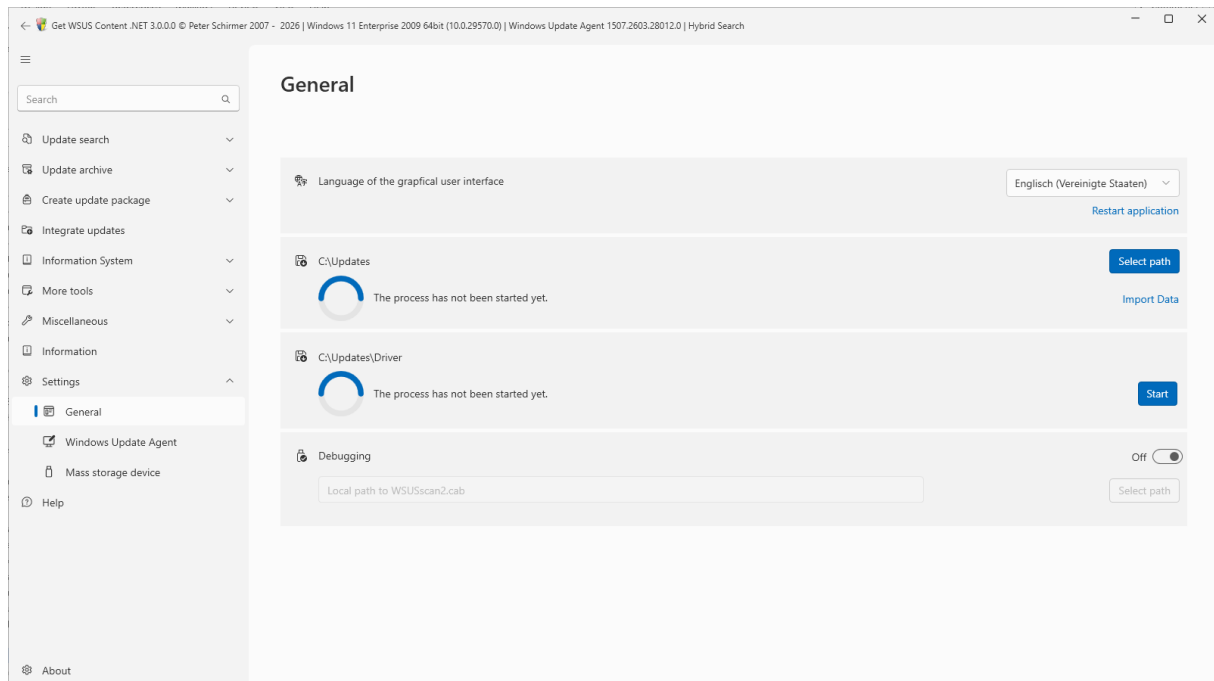 Get WSUS Content .NET 3.0.0.0 © Peter Schirmer 2007 - 2026 | Windows 11 Enterprise 2009 64bit (10.0.29570.0) | Windows Update Agent 1507.2603.28012.0 | Hybrid Search
Search
Update search
Update archive
Create update package
Integrate updates
Information System
More tools
Miscellaneous
Information
Settings
General
Windows Update Agent
Mass storage device
Help
About
General
Language of the grapfical user interface
Englisch (Vereinigte Staaten)
Restart application
C:\Updates
Select path
The process has not been started yet.
Import Data
C:\Updates\Driver
The process has not been started yet.
Start
Debugging
Off
Local path to WSUSscan2.cab
Select path